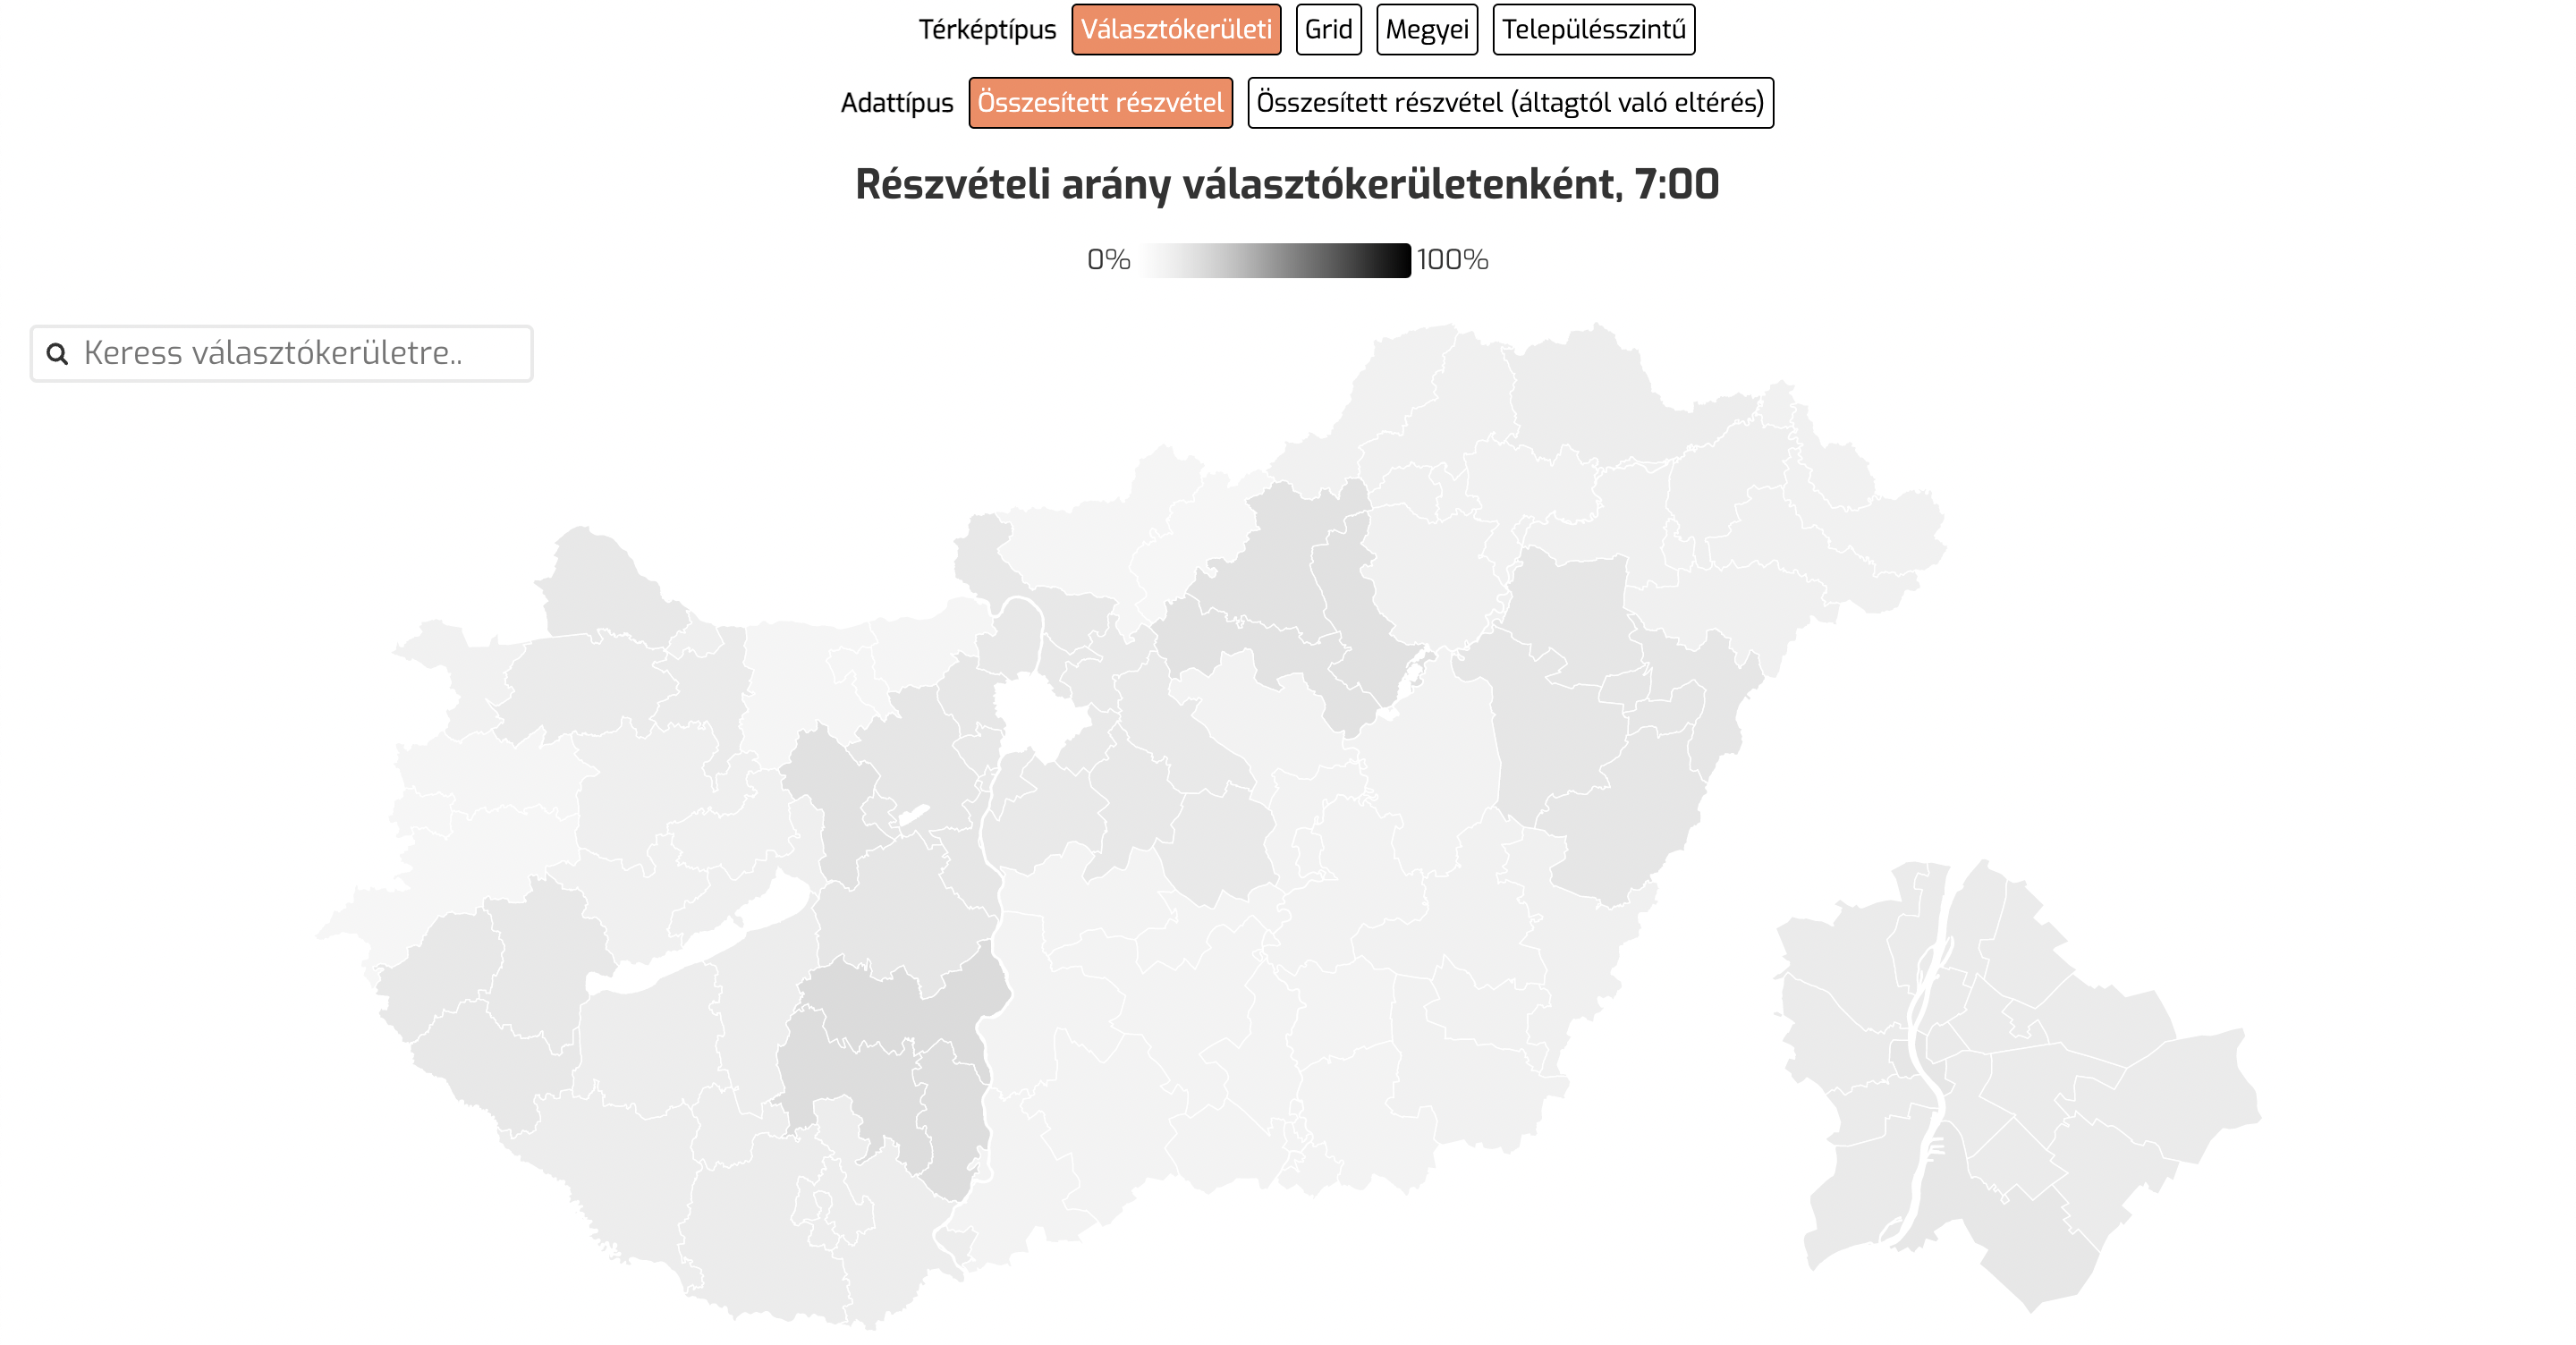 Térképtípus Választókerületi Grid Megyei Településszintű
Adattípus Összesített részvétel Összesített részvétel (áltagtól való eltérés)
Részvételi arány választókerületenként, 7:00
0% 100%
Keress választókerületre..